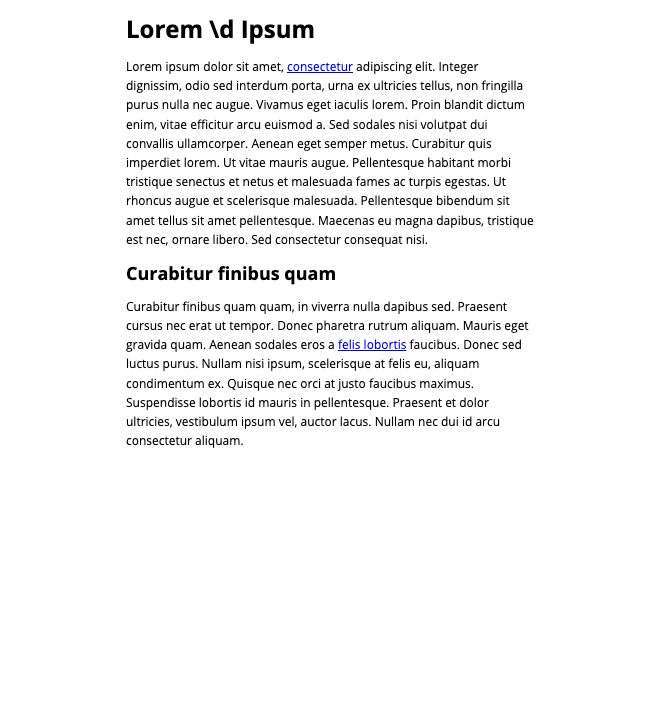 Lorem \d Ipsum
Lorem ipsum dolor sit amet, consectetur adipiscing elit. Integer
dignissim, odio sed interdum porta, urna ex ultricies tellus, non fringilla
purus nulla nec augue. Vivamus eget iaculis lorem. Proin blandit dictum
enim, vitae efficitur arcu euismod a. Sed sodales nisi volutpat dui
convallis ullamcorper. Aenean eget semper metus. Curabitur quis
imperdiet lorem. Ut vitae mauris augue. Pellentesque habitant morbi
tristique senectus et netus et malesuada fames ac turpis egestas. Ut
rhoncus augue et scelerisque malesuada. Pellentesque bibendum sit
amet tellus sit amet pellentesque. Maecenas eu magna dapibus, tristique
est nec, ornare libero. Sed consectetur consequat nisi.
Curabitur finibus quam
Curabitur finibus quam quam, in viverra nulla dapibus sed. Praesent
cursus nec erat ut tempor. Donec pharetra rutrum aliquam. Mauris eget
gravida quam. Aenean sodales eros a felis lobortis faucibus. Donec sed
luctus purus. Nullam nisi ipsum, scelerisque at felis eu, aliquam
condimentum ex. Quisque nec orci at justo faucibus maximus.
Suspendisse lobortis id mauris in pellentesque. Praesent et dolor
ultricies, vestibulum ipsum vel, auctor lacus. Nullam nec dui id arcu
consectetur aliquam.